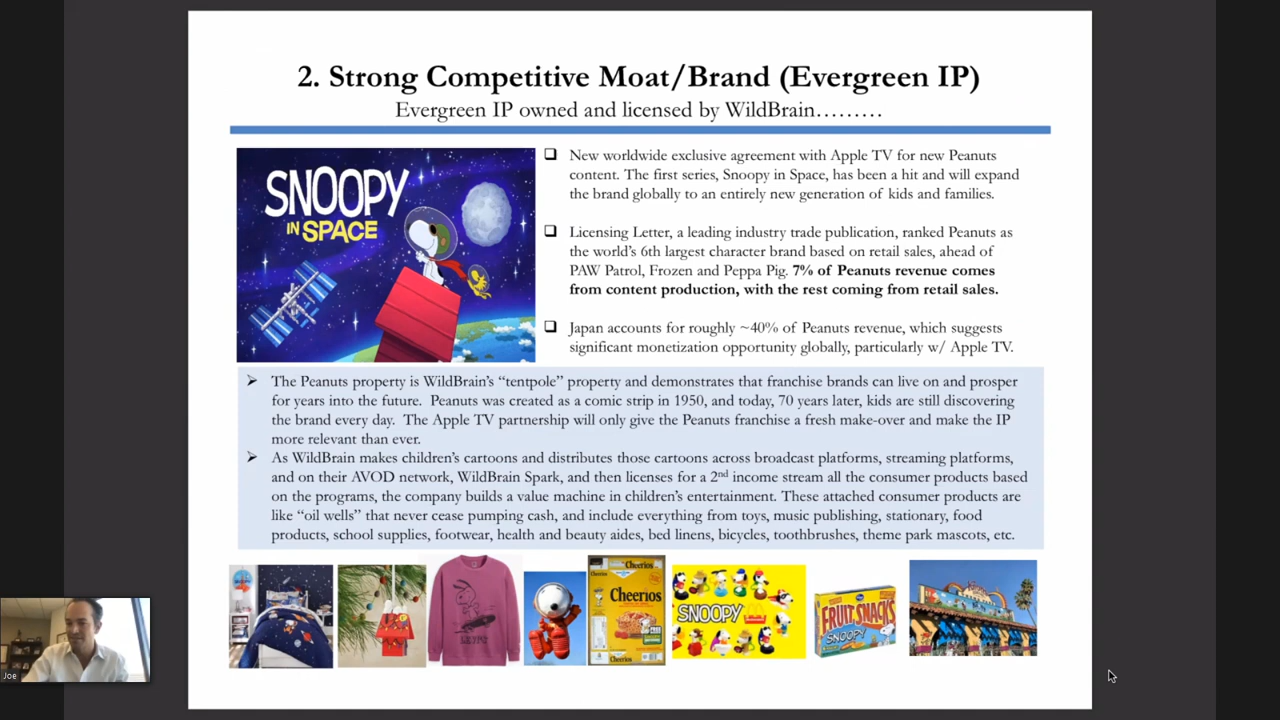 2. Strong Competitive Moat/Brand (Evergreen IP)
Evergreen IP owned and licensed by WildBrain………
SNOOPY
IN SPACE
New worldwide exclusive agreement with Apple TV for new Peanuts
content. The first series, Snoopy in Space, has been a hit and will expand
the brand globally to an entirely new generation of kids and families.
Licensing Letter, a leading industry trade publication, ranked Peanuts as
the world's 6th largest character brand based on retail sales, ahead of
PAW Patrol, Frozen and Peppa Pig. 7% of Peanuts revenue comes
from content production, with the rest coming from retail sales.
Japan accounts for roughly ~40% of Peanuts revenue, which suggests
significant monetization opportunity globally, particularly w/ Apple TV.
The Peanuts property is WildBrain's “tentpole” property and demonstrates that franchise brands can live on and prosper
for years into the future. Peanuts was created as a comic strip in 1950, and today, 70 years later, kids are still discovering
the brand every day. The Apple TV partnership will only give the Peanuts franchise a fresh make-over and make the IP
more relevant than ever.
As WildBrain makes children's cartoons and distributes those cartoons across broadcast platforms, streaming platforms,
and on their AVOD network, WildBrain Spark, and then licenses for a 2nd income stream all the consumer products based
on the programs, the company builds a value machine in children's entertainment. These attached consumer products are
like “oil wells” that never cease pumping cash, and include everything from toys, music publishing, stationary, food
products, school supplies, footwear, health and beauty aides, bed linens, bicycles, toothbrushes, theme park mascots, etc.
Cheerios
Cheerios
Cheerios
SNOOPY
FRUIT SNACKS
SNOOPY
Joe